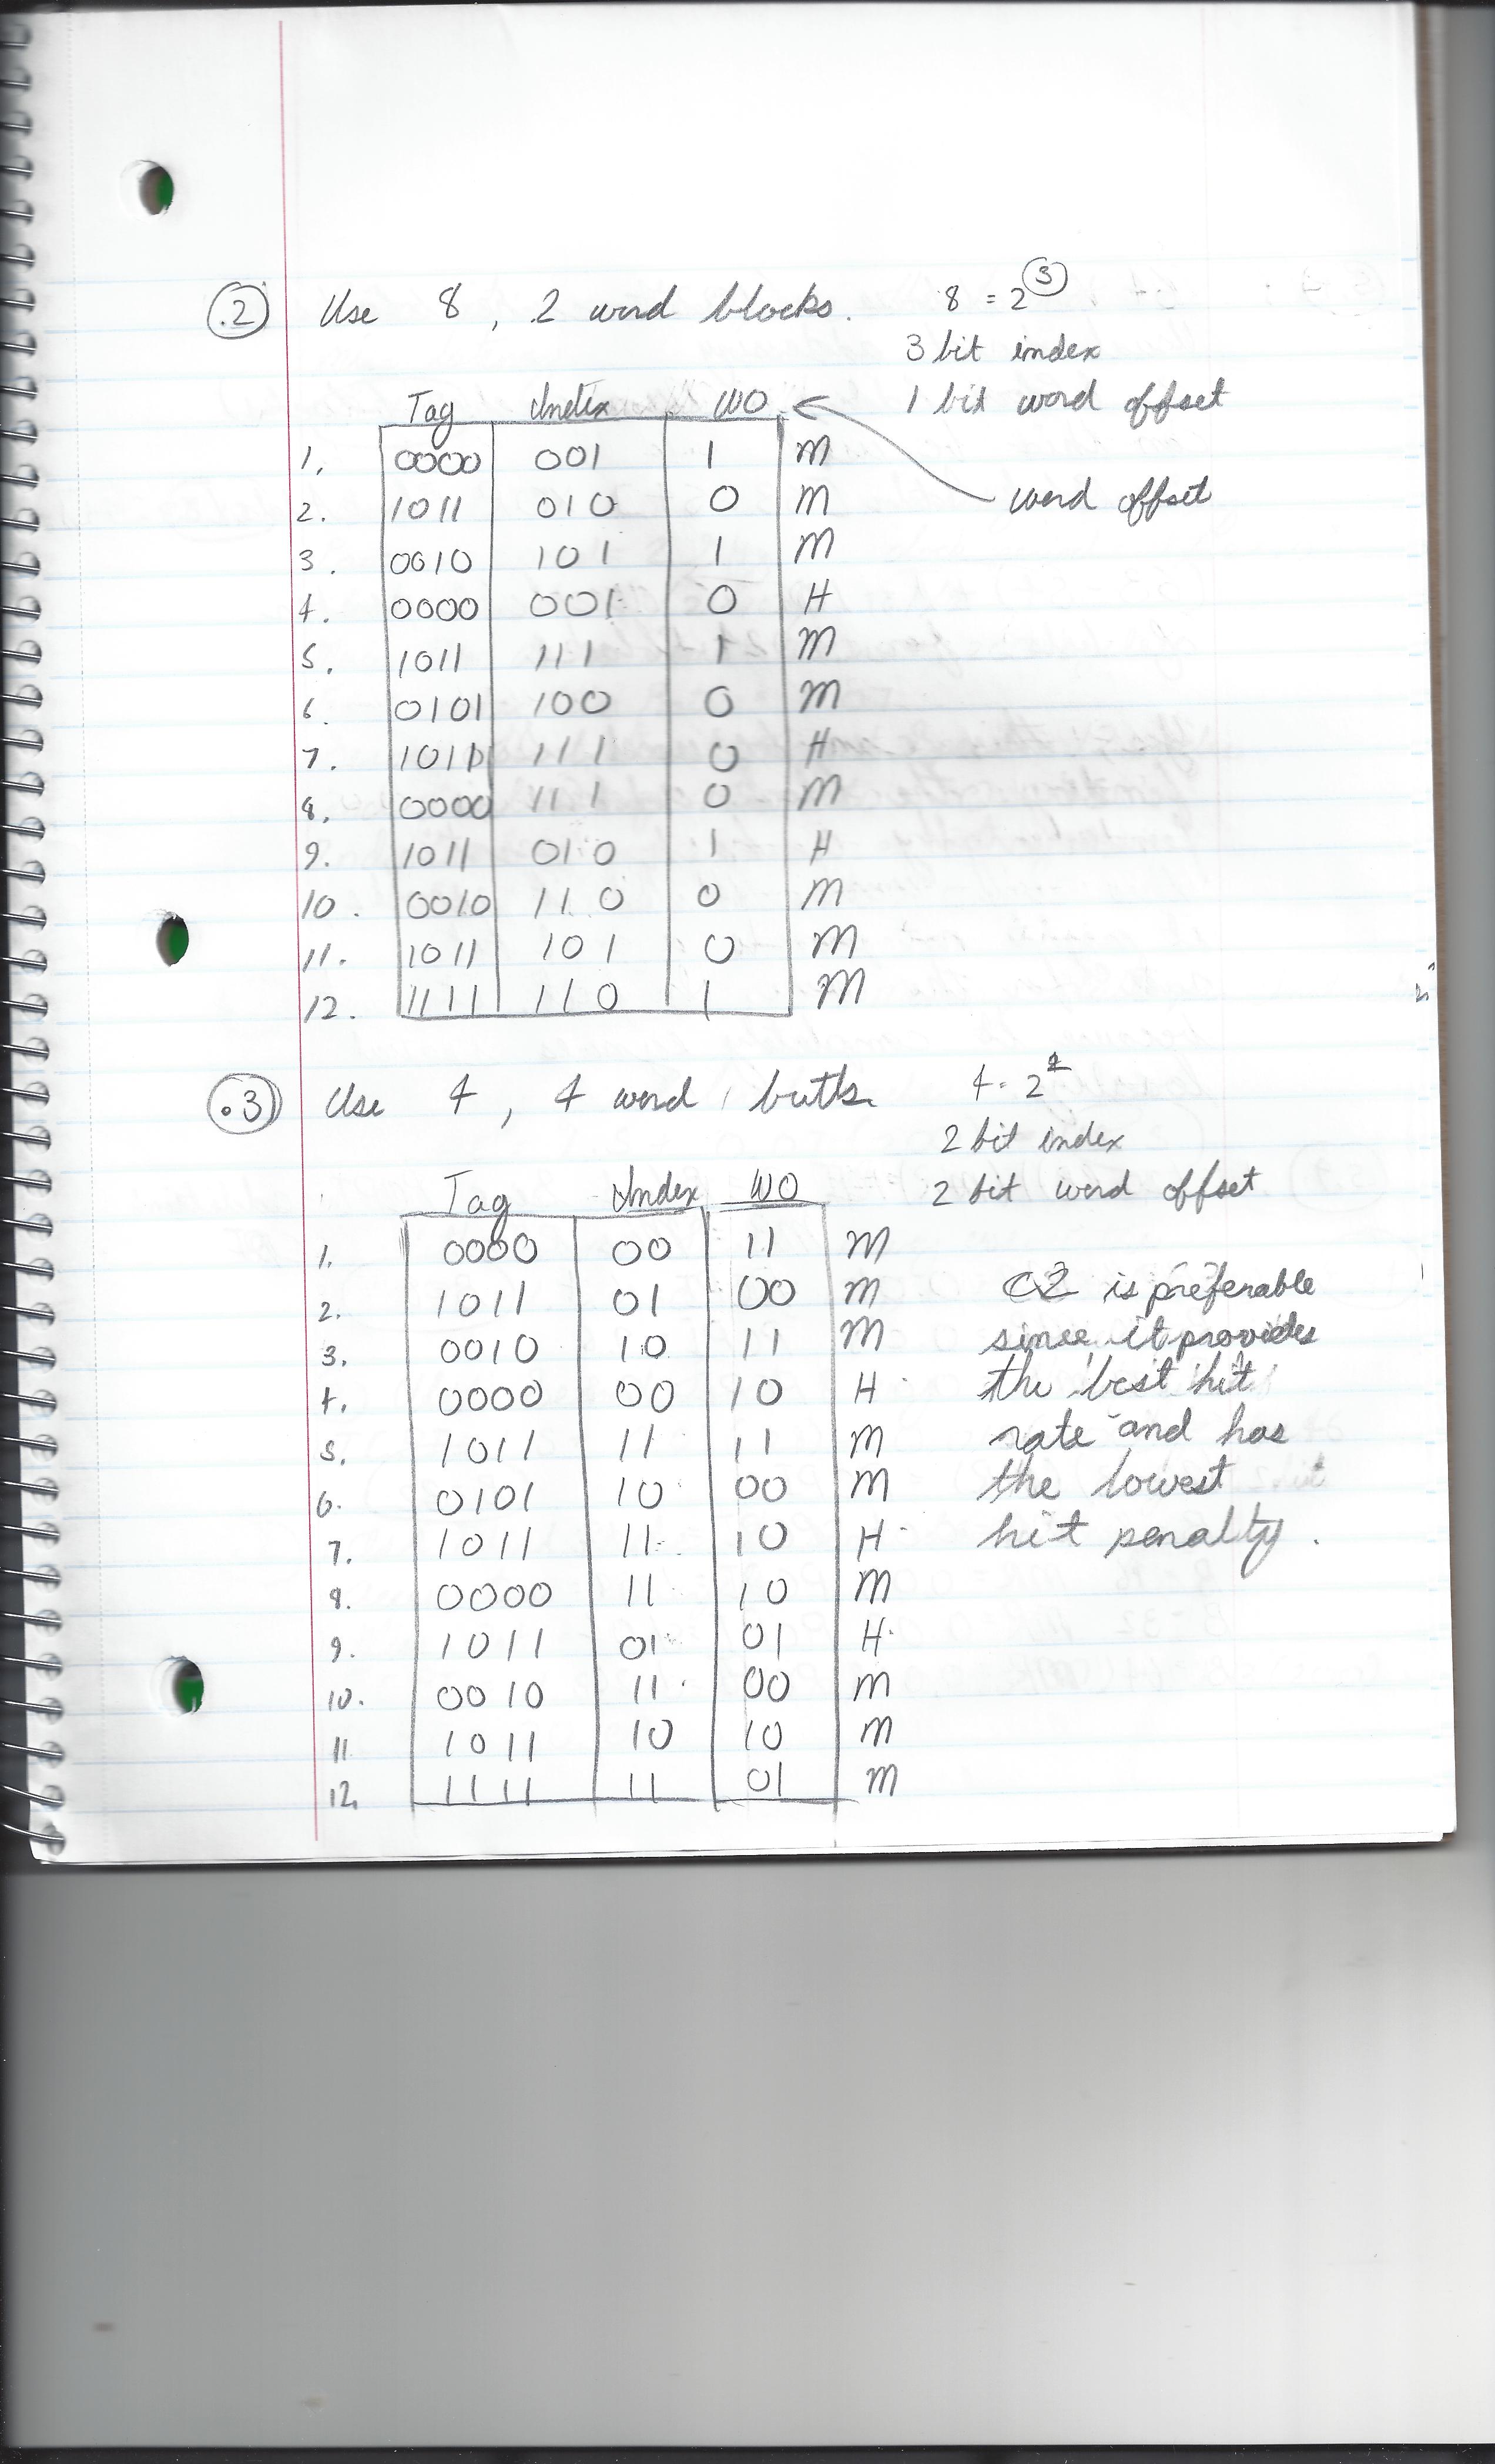 .2 Use 8, 2 word blocks. 8 = 2^3
3 bit index
1 bit word offset
Tag Index WO
word offset
1. 0000 001 1 M
2. 1011 010 0 M
3. 0010 101 1 M
4. 0000 001 0 H
5. 1011 111 1 M
6. 0101 100 0 M
7. 1011 111 0 H
8. 0000 111 0 M
9. 1011 010 1 H
10. 0010 110 0 M
11. 1011 101 0 M
12. 1111 110 1 M
.3 Use 4, 4 word 4 = 2^2
2 bit index
2 bit word offset
Tag Index WO
1. 0000 00 11 M
2. 1011 01 00 M
3. 0010 10 11 M
4. 0000 00 10 H
5. 1011 11 11 M
6. 0101 10 00 M
7. 1011 11 10 H
8. 0000 11 10 M
9. 1011 01 01 H
10. 0010 11 00 M
11. 1011 10 10 M
12. 1111 11 01 M
C2 is preferable
since it provides
the best hit
rate and has
the lowest
hit penalty.